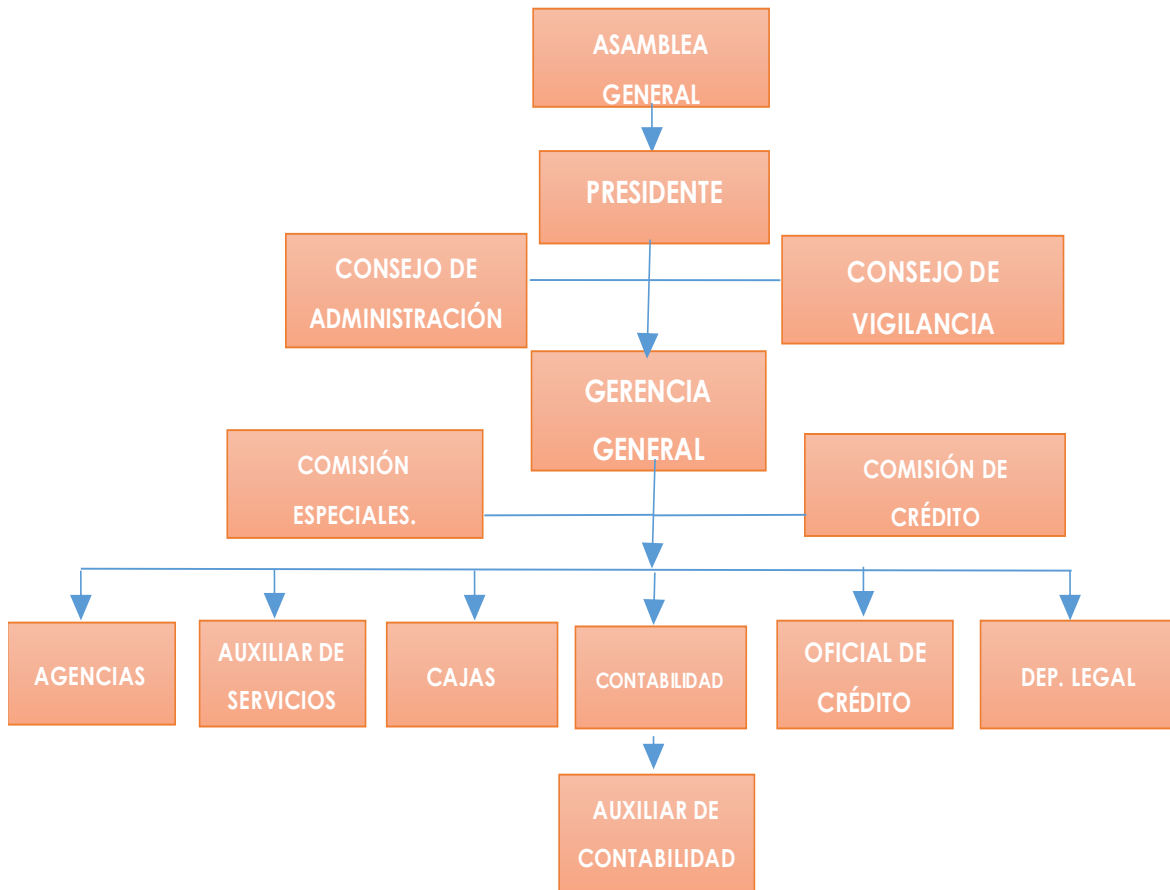 ASAMBLEA
GENERAL
PRESIDENTE
CONSEJO DE
ADMINISTRACIÓN
CONSEJO DE
VIGILANCIA
GERENCIA
GENERAL
COMISIÓN
ESPECIALES.
COMISIÓN DE
CRÉDITO
AGENCIAS
AUXILIAR DE
SERVICIOS
CAJAS
CONTABILIDAD
OFICIAL DE
CRÉDITO
DEP. LEGAL
AUXILIAR DE
CONTABILIDAD